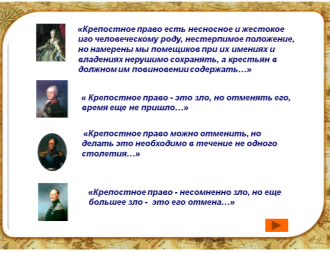 «Крепостное право есть несносное и жестокое
иго человеческому роду, нестерпимое положение,
но намерены мы помещиков при их имениях и
владениях нерушимо сохранять, а крестьян в
должном им повиновении содержать…»
« Крепостное право - это зло, но отменять его,
время еще не пришло…»
«Крепостное право можно отменить, но
делать это необходимо в течение не одного
столетия…»
«Крепостное право - несомненно зло, но еще
большее зло - это его отмена…»